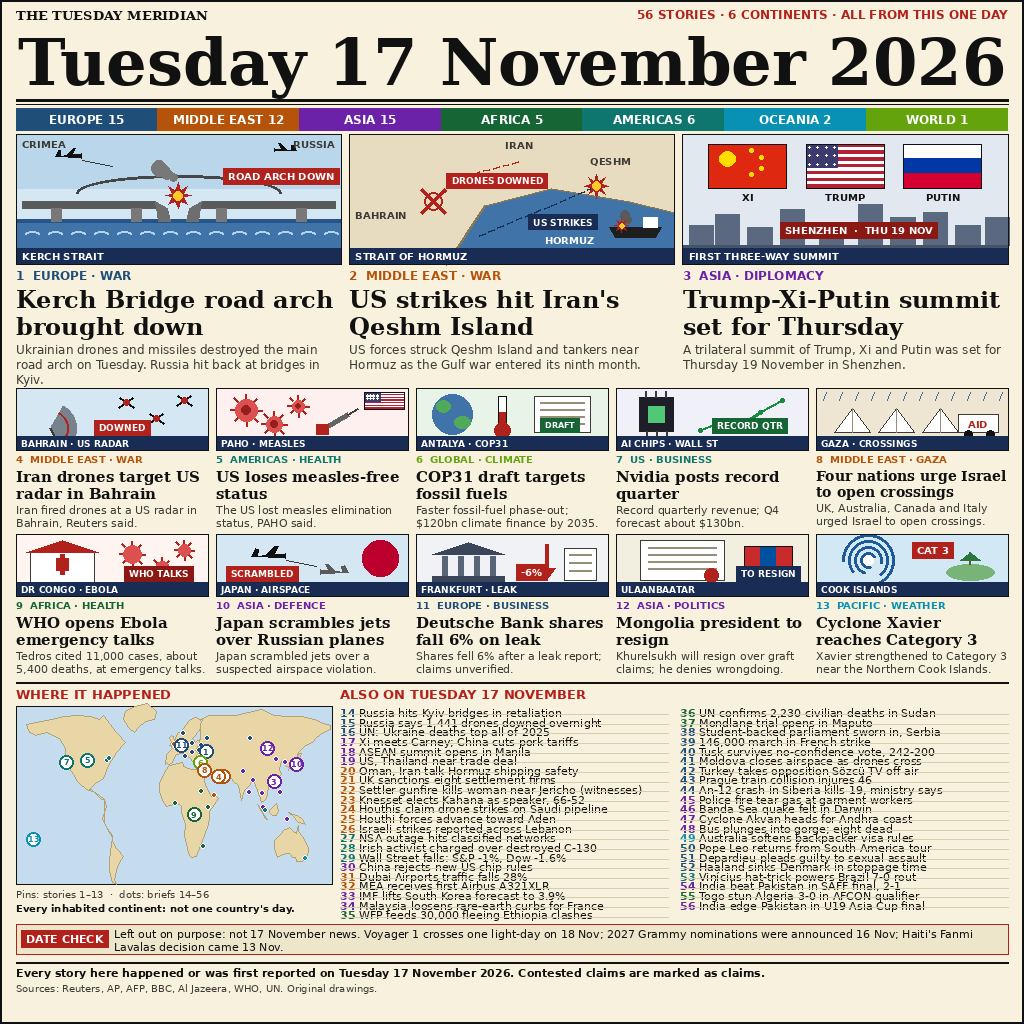 THE TUESDAY MERIDIAN
56 STORIES · 6 CONTINENTS · ALL FROM THIS ONE DAY
Tuesday 17 November 2026
EUROPE 15
MIDDLE EAST 12
ASIA 15
AFRICA 5
AMERICAS 6
OCEANIA 2
WORLD 1
CRIMEA
RUSSIA
ROAD ARCH DOWN
KERCH STRAIT
IRAN
QESHM
DRONES DOWNED
BAHRAIN
US STRIKES
HORMUZ
STRAIT OF HORMUZ
XI
TRUMP
PUTIN
SHENZHEN · THU 19 NOV
FIRST THREE-WAY SUMMIT
1 EUROPE · WAR
Kerch Bridge road arch
brought down
Ukrainian drones and missiles destroyed the main
road arch on Tuesday. Russia hit back at bridges in
Kyiv.
2 MIDDLE EAST · WAR
US strikes hit Iran's
Qeshm Island
US forces struck Qeshm Island and tankers near
Hormuz as the Gulf war entered its ninth month.
3 ASIA · DIPLOMACY
Trump-Xi-Putin summit
set for Thursday
A trilateral summit of Trump, Xi and Putin was set for
Thursday 19 November in Shenzhen.
DOWNED
BAHRAIN · US RADAR
4 MIDDLE EAST · WAR
Iran drones target US
radar in Bahrain
Iran fired drones at a US radar in
Bahrain, Reuters said.
PAHO · MEASLES
5 AMERICAS · HEALTH
US loses measles-free
status
The US lost measles elimination
status, PAHO said.
DRAFT
ANTALYA · COP31
6 GLOBAL · CLIMATE
COP31 draft targets
fossil fuels
Faster fossil-fuel phase-out;
$120bn climate finance by 2035.
RECORD QTR
AI CHIPS · WALL ST
7 US · BUSINESS
Nvidia posts record
quarter
Record quarterly revenue; Q4
forecast about $130bn.
AID
GAZA · CROSSINGS
8 MIDDLE EAST · GAZA
Four nations urge Israel
to open crossings
UK, Australia, Canada and Italy
urged Israel to open crossings.
WHO TALKS
DR CONGO · EBOLA
9 AFRICA · HEALTH
WHO opens Ebola
emergency talks
Tedros cited 11,000 cases, about
5,400 deaths, at emergency talks.
SCRAMBLED
JAPAN · AIRSPACE
10 ASIA · DEFENCE
Japan scrambles jets
over Russian planes
Japan scrambled jets over a
suspected airspace violation.
-6%
FRANKFURT · LEAK
11 EUROPE · BUSINESS
Deutsche Bank shares
fall 6% on leak
Shares fell 6% after a leak report;
claims unverified.
TO RESIGN
ULAANBAATAR
12 ASIA · POLITICS
Mongolia president to
resign
Khurelsukh will resign over graft
claims; he denies wrongdoing.
CAT 3
COOK ISLANDS
13 PACIFIC · WEATHER
Cyclone Xavier
reaches Category 3
Xavier strengthened to Category 3
near the Northern Cook Islands.
WHERE IT HAPPENED
7
5
11
1
8
4
12
10
3
9
13
Pins: stories 1–13 · dots: briefs 14–56
Every inhabited continent: not one country's day.
ALSO ON TUESDAY 17 NOVEMBER
14 Russia hits Kyiv bridges in retaliation
15 Russia says 1,441 drones downed overnight
16 UN: Ukraine deaths top all of 2025
17 Xi meets Carney; China cuts pork tariffs
18 ASEAN summit opens in Manila
19 US, Thailand near trade deal
20 Oman, Iran talk Hormuz shipping safety
21 UK sanctions eight settlement firms
22 Settler gunfire kills woman near Jericho (witnesses)
23 Knesset elects Kahana as speaker, 66-52
24 Houthis claim drone strikes on Saudi pipeline
25 Houthi forces advance toward Aden
26 Israeli strikes reported across Lebanon
27 NSA outage hits classified networks
28 Irish activist charged over destroyed C-130
29 Wall Street falls: S&P -1%, Dow -1.6%
30 China rejects new US chip rules
31 Dubai Airports traffic falls 28%
32 MEA receives first Airbus A321XLR
33 IMF lifts South Korea forecast to 3.9%
34 Malaysia loosens rare-earth curbs for France
35 WFP feeds 30,000 fleeing Ethiopia clashes
36 UN confirms 2,230 civilian deaths in Sudan
37 Mondlane trial opens in Maputo
38 Student-backed parliament sworn in, Serbia
39 146,000 march in French strike
40 Tusk survives no-confidence vote, 242-200
41 Moldova closes airspace as drones cross
42 Turkey takes opposition Sözcü TV off air
43 Prague train collision injures 46
44 An-12 crash in Siberia kills 19, ministry says
45 Police fire tear gas at garment workers
46 Banda Sea quake felt in Darwin
47 Cyclone Akvan heads for Andhra coast
48 Bus plunges into gorge; eight dead
49 Australia softens backpacker visa rules
50 Pope Leo returns from South America tour
51 Depardieu pleads guilty to sexual assault
52 Haaland sinks Denmark in stoppage time
53 Vinicius hat-trick powers Brazil 7-0 rout
54 India beat Pakistan in SAFF final, 2-1
55 Togo stun Algeria 3-0 in AFCON qualifier
56 India edge Pakistan in U19 Asia Cup final
DATE CHECK
Left out on purpose: not 17 November news. Voyager 1 crosses one light-day on 18 Nov; 2027 Grammy nominations were announced 16 Nov; Haiti's Fanmi
Lavalas decision came 13 Nov.
Every story here happened or was first reported on Tuesday 17 November 2026. Contested claims are marked as claims.
Sources: Reuters, AP, AFP, BBC, Al Jazeera, WHO, UN. Original drawings.